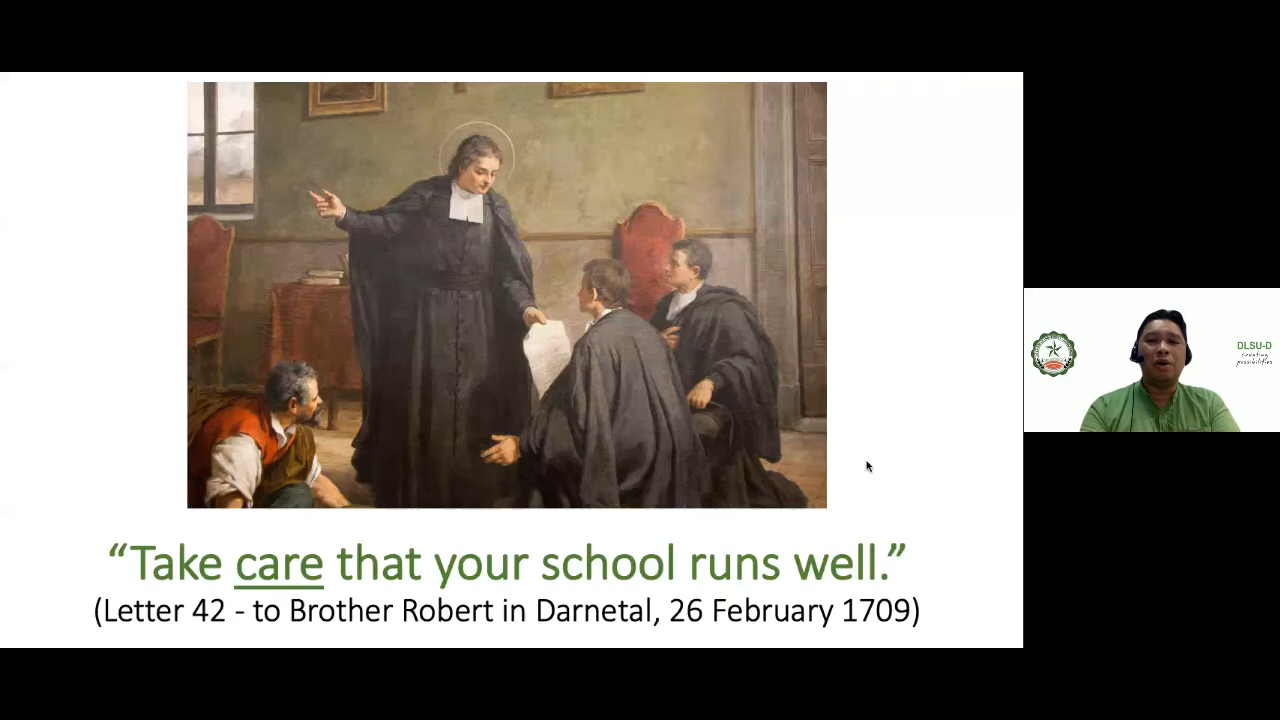 “Take care that your school runs well.”
(Letter 42 - to Brother Robert in Darnetal, 26 February 1709)
DLSU-D
creating
possibilities